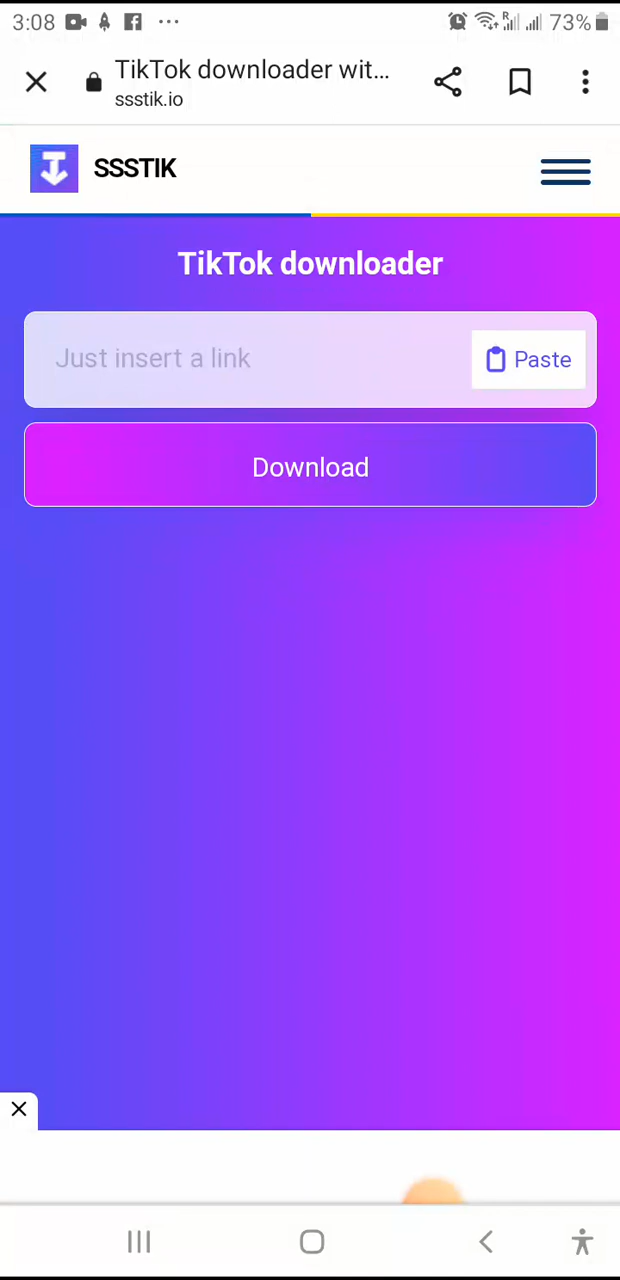 3:08 73%
TikTok downloader wit...
ssstik.io
SSSTIK
TikTok downloader
Just insert a link
Paste
Download